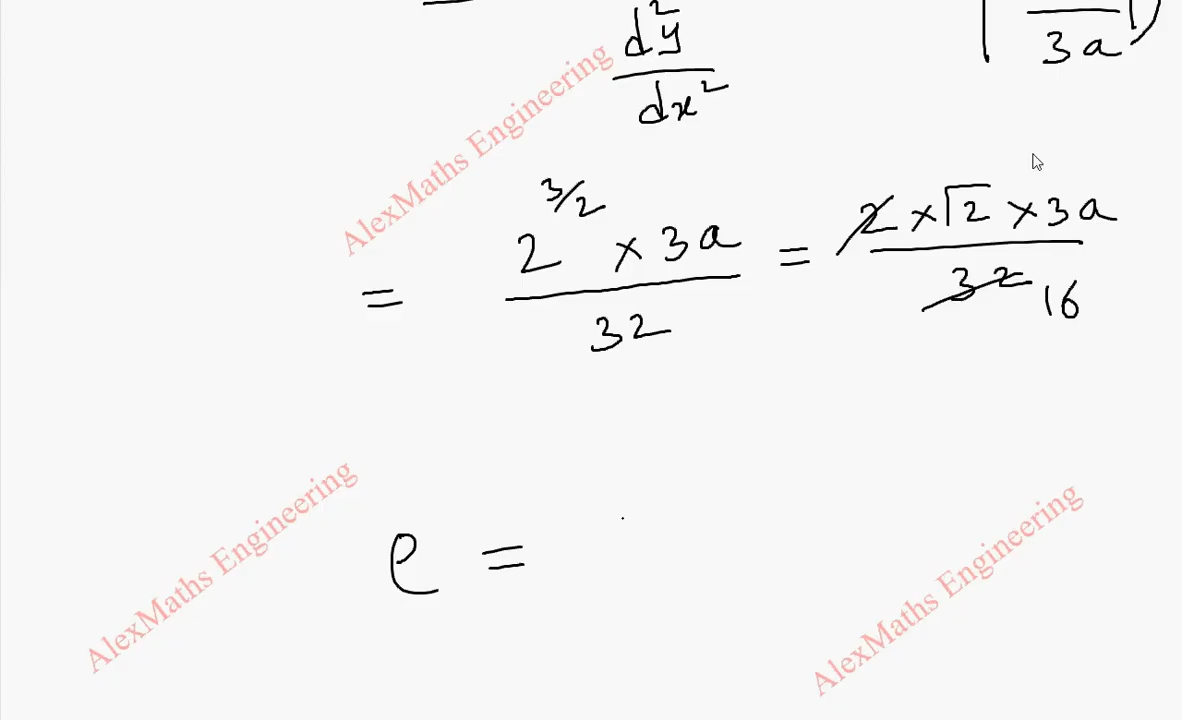 d²y
dx²
3a
AlexMaths Engineering
= 2^3/2 × 3a / 32 = 2 × √2 × 3a / 32 16
AlexMaths Engineering
AlexMaths Engineering
e =